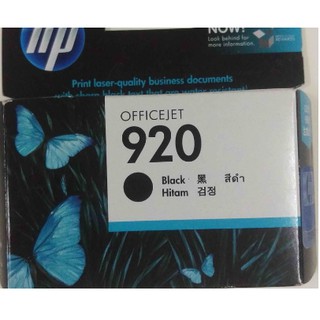 hp
NOW!
Look behind for
more information.
Print laser-quality business documents
OFFICEJET
920
Black 黑 สีดำ
Hitam 검정